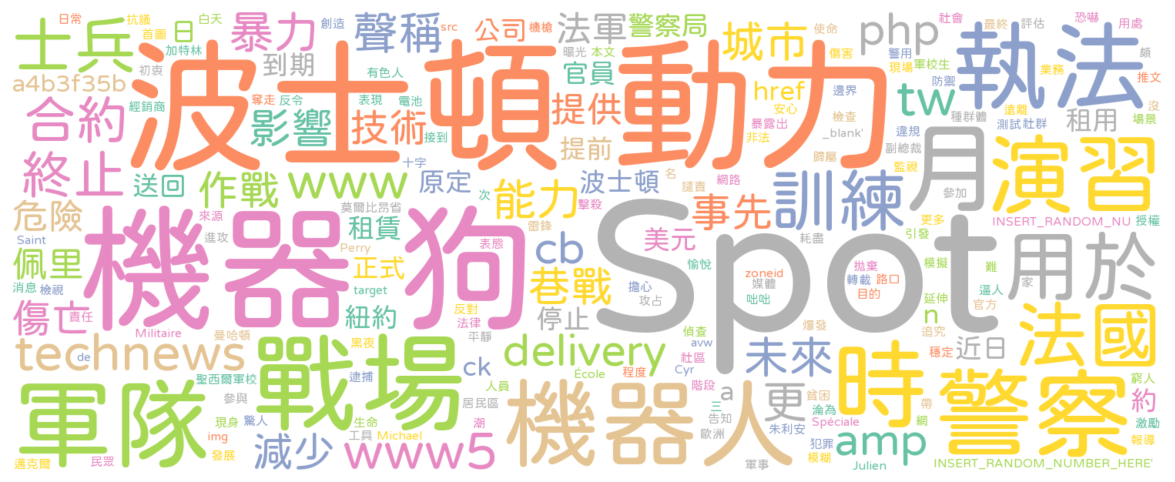 士兵
日常 抗議 白天
首面 日
加特林
暴力
聲稱
src 公司
機槍
法軍 警察局
曝光 本文
城市
使命
傷害
php
社會
最終 評估
恐嚇 用處
執法
初衷
到期
有色人
官員
警用 軍校生
現場 業務
頗
推文
a4b3f35b
合約
經銷商
奪走 反令 表現 電池
影響
技術
接到
提供
安心
href
邊界
暴露出 檢查
非法 _blank'
防禦
tw
種群體 遠離 沒
測試 社群 場景
違規 租用
波士頓動力
提前
終止
送回
作戰
www
十字
原定
次
能力
波士頓
名
譴責 網路
歸屬
副總裁
監視
月
演習
參加
更多
引發
INSERT_RANDOM_NU 授權
訓練
事先
危險
莫爾比昂省
來源
進攻
租賃
Perry
表態
擊殺
雷鋒
美元
耗盡
Saint
佩里
消息 檢視
正式
target
機器狗
cb
巷戰
擔心
攻占
愉悅
zoneid
媒體
咄咄
拋棄
轉載 路口
目的
模擬 難
逼人
延伸 官方
n
家
Spot
用於
傷亡
責任
Militaire
曼哈頓
紐約
平靜
反對
法律
停止
偵查
avw
爆發
追究
穩定
近日
法國
technews
de
黑夜
逮捕
戰場
ck
delivery
École
人員
程度
社區
Cyr
階段
未來
時
貧困
窮人
帶
約
激勵
聖西爾軍校
參與
居民區
a
三
告知
歐洲
更
淪為
Spéciale
朱利安
網
警察
軍隊
現身 驚人
img
發展
生命
工具 Michael
潮
www5
機器人
軍事
犯罪
模糊
amp
Julien
報導
邁克爾
民眾
減少
INSERT_RANDOM_NUMBER_HERE'